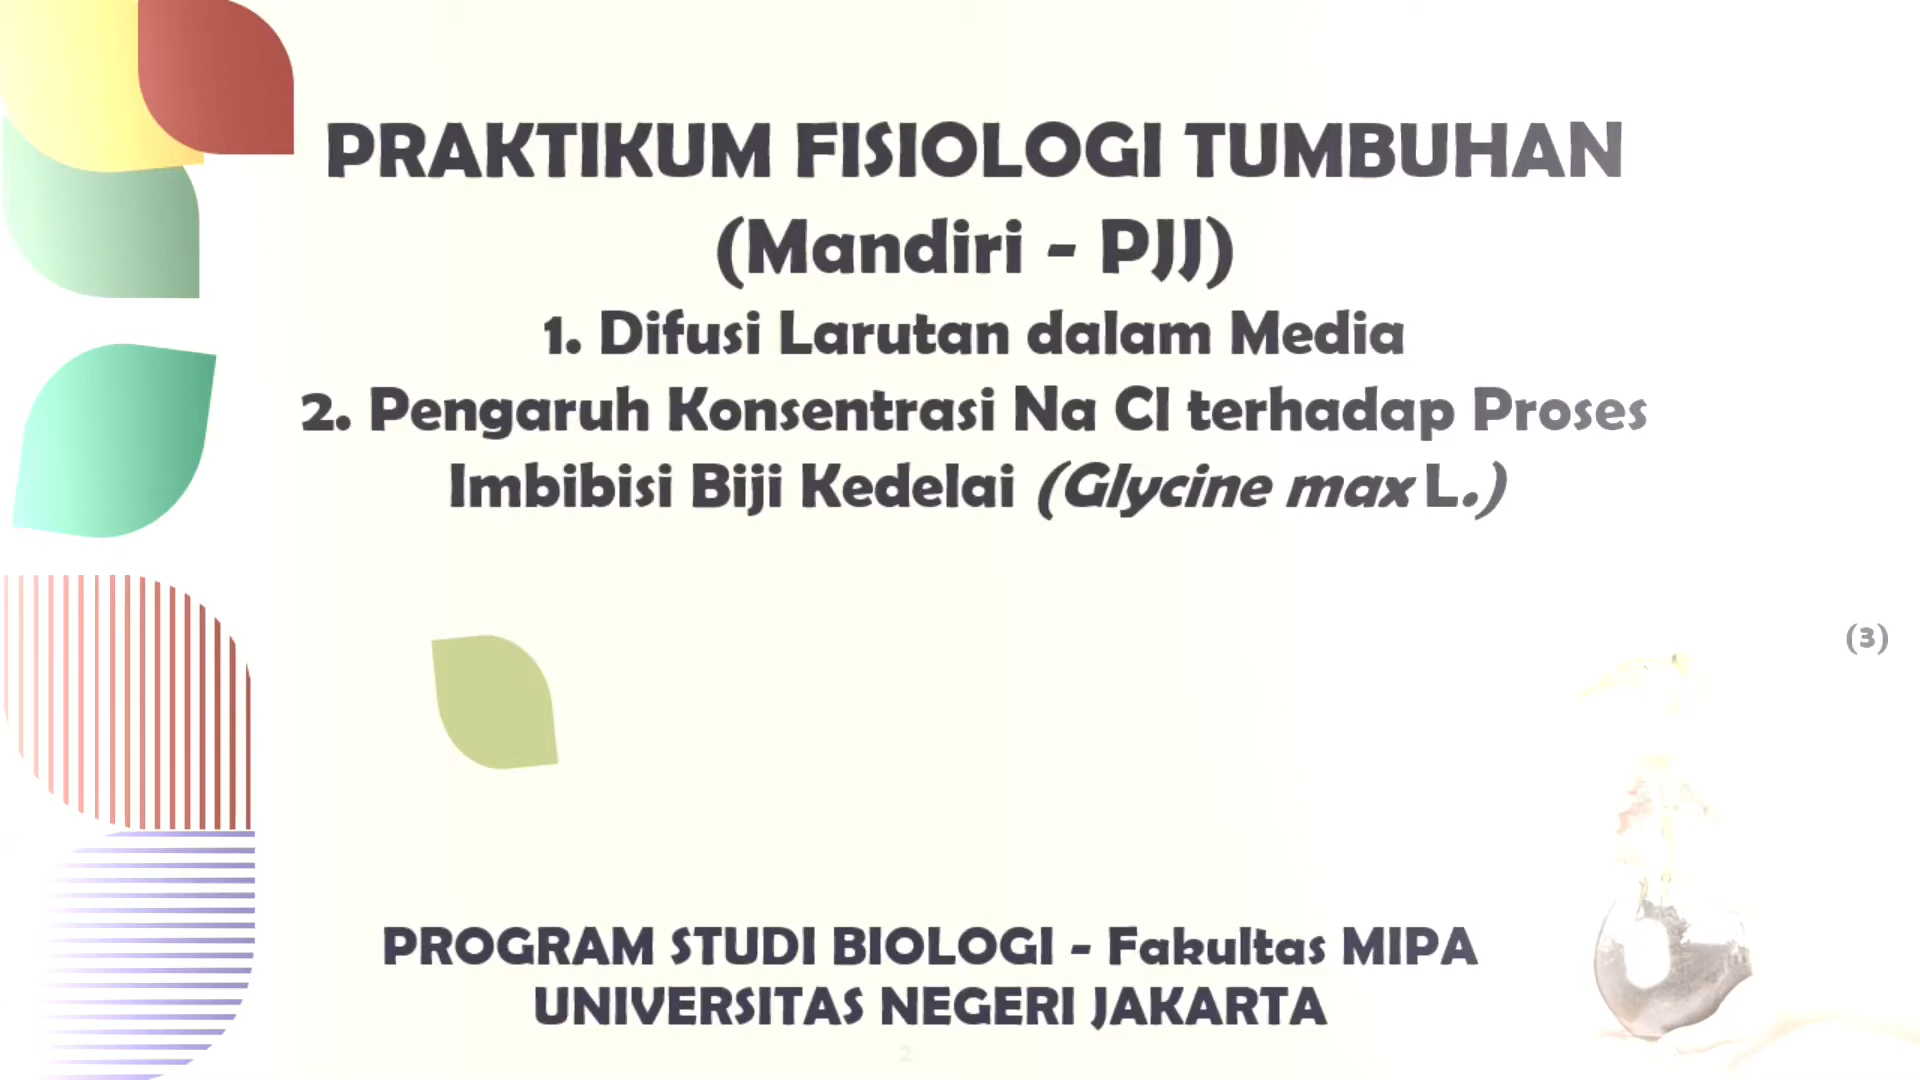 PRAKTIKUM FISIOLOGI TUMBUHAN
(Mandiri - PJJ)
1. Difusi Larutan dalam Media
2. Pengaruh Konsentrasi Na Cl terhadap Proses
Imbibisi Biji Kedelai (Glycine max L.)
(3)
PROGRAM STUDI BIOLOGI - Fakultas MIPA
UNIVERSITAS NEGERI JAKARTA
2